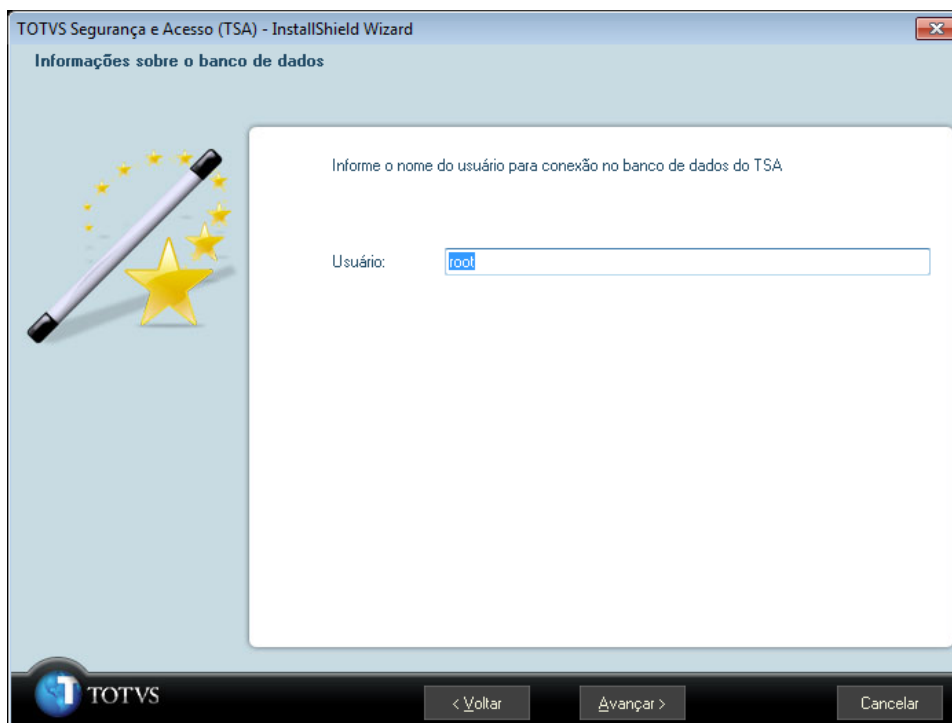 TOTVS Segurança e Acesso (TSA) - InstallShield Wizard
Informações sobre o banco de dados
Informe o nome do usuário para conexão no banco de dados do TSA
Usuário: root
TOTVS
< Voltar Avançar > Cancelar